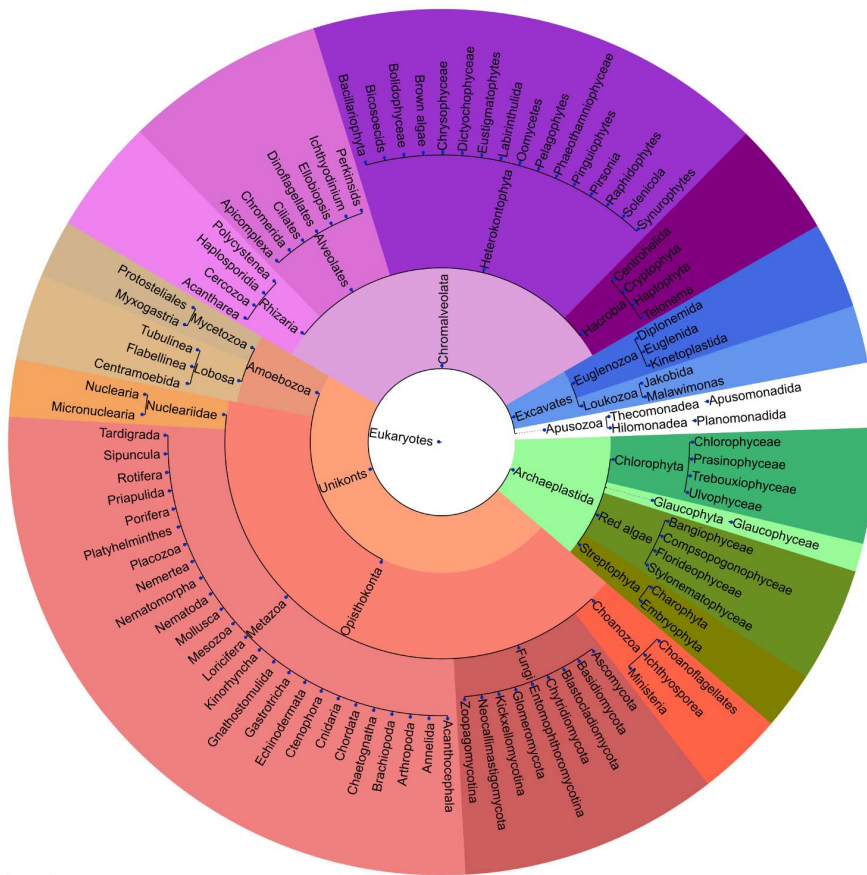 Eukaryotes
Chromalveolata
Heterokontophyta
Bacillariophyta
Bicosoecids
Bolidophyceae
Brown algae
Chrysophyceae
Dictyochophyceae
Eustigmatophytes
Labirinthulida
Oomycetes
Pelagophytes
Phaeothamniophyceae
Pinguiophytes
Pirsonia
Raphidophytes
Solenicola
Synurophytes
Hacrobia
Centrohelida
Cryptophyta
Haptophyta
Telonema
Excavates
Euglenozoa
Diplonemida
Euglenida
Kinetoplastida
Loukozoa
Jakobida
Malawimonas
Apusozoa
Thecomonadea
Apusomonadida
Hilomonadea
Planomonadida
Archaeplastida
Chlorophyta
Chlorophyceae
Prasinophyceae
Trebouxiophyceae
Ulvophyceae
Glaucophyta
Glaucophyceae
Red algae
Bangiophyceae
Compsopogonophyceae
Florideophyceae
Stylonematophyceae
Streptophyta
Charophyta
Embryophyta
Unikonts
Opisthokonta
Choanozoa
Choanoflagellates
Ichthyosporea
Ministeria
Fungi
Ascomycota
Basidiomycota
Blastocladiomycota
Chytridiomycota
Entomophthoromycotina
Glomeromycota
Kickxellomycotina
Neocallimastigomycota
Zoopagomycotina
Metazoa
Acanthocephala
Annelida
Arthropoda
Brachiopoda
Chaetognatha
Chordata
Cnidaria
Ctenophora
Echinodermata
Gastrotricha
Gnathostomulida
Kinorhyncha
Loricifera
Mesozoa
Mollusca
Nematoda
Nematomorpha
Nemertea
Placozoa
Platyhelminthes
Porifera
Priapulida
Rotifera
Sipuncula
Tardigrada
Nucleariidae
Micronuclearia
Nuclearia
Amoebozoa
Lobosa
Centramoebida
Flabellinea
Tubulinea
Mycetozoa
Myxogastria
Protosteliales
Rhizaria
Acantharea
Cercozoa
Haplosporidia
Polycystenea
Alveolates
Apicomplexa
Chromerida
Ciliates
Dinoflagellates
Ellobiopsis
Ichthyodinium
Perkinsids